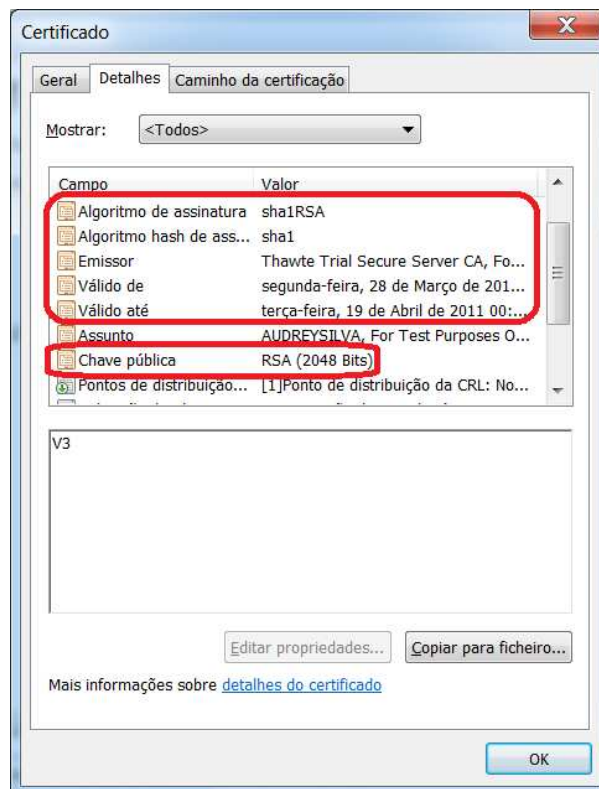 Certificado
Geral Detalhes Caminho da certificação
Mostrar: <Todos>
Campo Valor
Algoritmo de assinatura sha1RSA
Algoritmo hash de ass... sha1
Emissor Thawte Trial Secure Server CA, Fo...
Válido de segunda-feira, 28 de Março de 201...
Válido até terça-feira, 19 de Abril de 2011 00:...
Assunto AUDREYSILVA, For Test Purposes O...
Chave pública RSA (2048 Bits)
Pontos de distribuição... [1]Ponto de distribuição da CRL: No...
V3
Editar propriedades... Copiar para ficheiro...
Mais informações sobre detalhes do certificado
OK